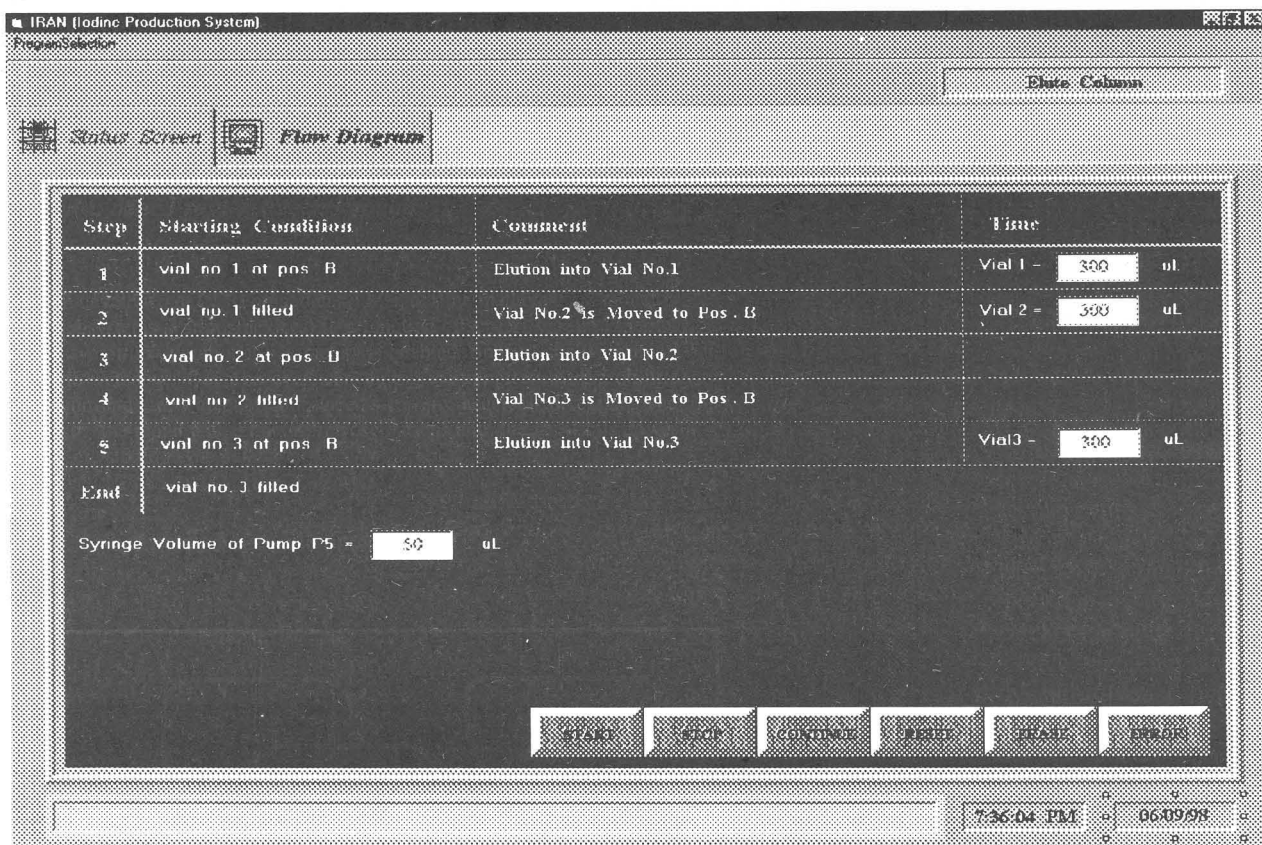 IRAN (Iodine Production System)
ProgramSelection
Elute Column
Status Screen
Flow Diagram
Step Starting Condition Comment Time
1 vial no. 1 at pos. B Elution into Vial No.1 Vial 1 = 300 uL
2 vial no. 1 filled Vial No.2 is Moved to Pos. B Vial 2 = 300 uL
3 vial no. 2 at pos. B Elution into Vial No.2
4 vial no. 2 filled Vial No.3 is Moved to Pos. B
5 vial no. 3 at pos. B Elution into Vial No.3 Vial3 = 300 uL
End vial no. 3 filled
Syringe Volume of Pump P5 = 50 uL
START STOP CONTINUE RESET ERROR
7:36:04 PM 06/09/98